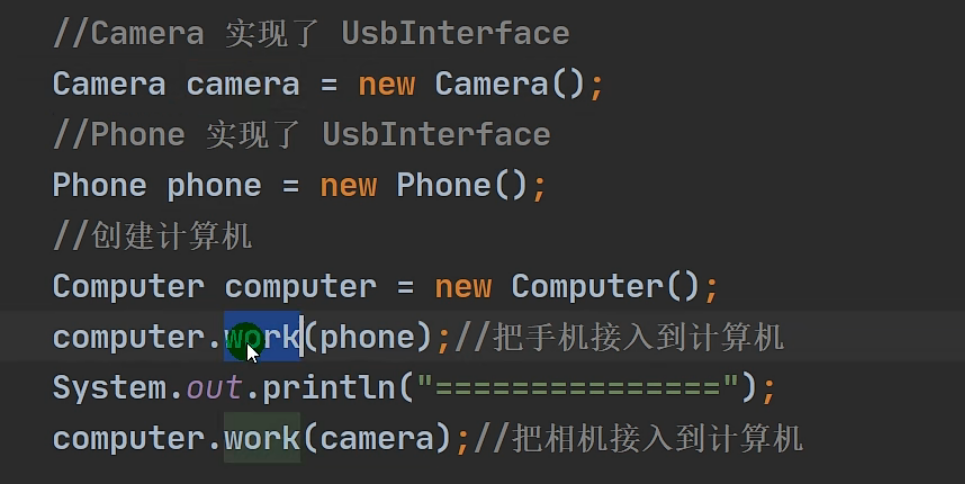 //Camera 实现了 UsbInterface
Camera camera = new Camera();
//Phone 实现了 UsbInterface
Phone phone = new Phone();
//创建计算机
Computer computer = new Computer();
computer.work(phone);//把手机接入到计算机
System.out.println("===============");
computer.work(camera);//把相机接入到计算机